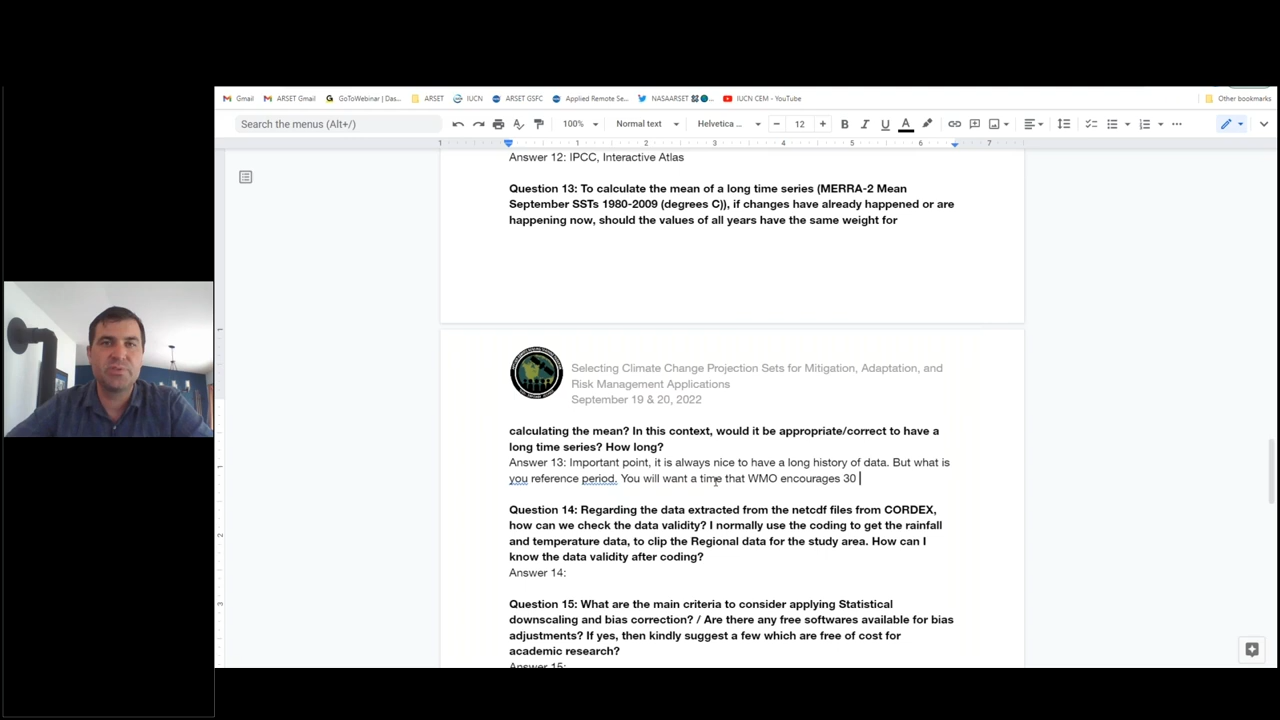 Gmail ARSET Gmail GoToWebinar | Das... ARSET IUCN ARSET GSFC Applied Remote Se... NASAARSET IUCN CEM - YouTube Other bookmarks
Search the menus (Alt+/) 100% Normal text Helvetica ... 12 B I U A
1 1 2 3 4 5 6 7
Answer 12: IPCC, Interactive Atlas
Question 13: To calculate the mean of a long time series (MERRA-2 Mean
September SSTs 1980-2009 (degrees C)), if changes have already happened or are
happening now, should the values of all years have the same weight for
Selecting Climate Change Projection Sets for Mitigation, Adaptation, and
Risk Management Applications
September 19 & 20, 2022
calculating the mean? In this context, would it be appropriate/correct to have a
long time series? How long?
Answer 13: Important point, it is always nice to have a long history of data. But what is
you reference period. You will want a time that WMO encourages 30
Question 14: Regarding the data extracted from the netcdf files from CORDEX,
how can we check the data validity? I normally use the coding to get the rainfall
and temperature data, to clip the Regional data for the study area. How can I
know the data validity after coding?
Answer 14:
Question 15: What are the main criteria to consider applying Statistical
downscaling and bias correction? / Are there any free softwares available for bias
adjustments? If yes, then kindly suggest a few which are free of cost for
academic research?
Answer 15: